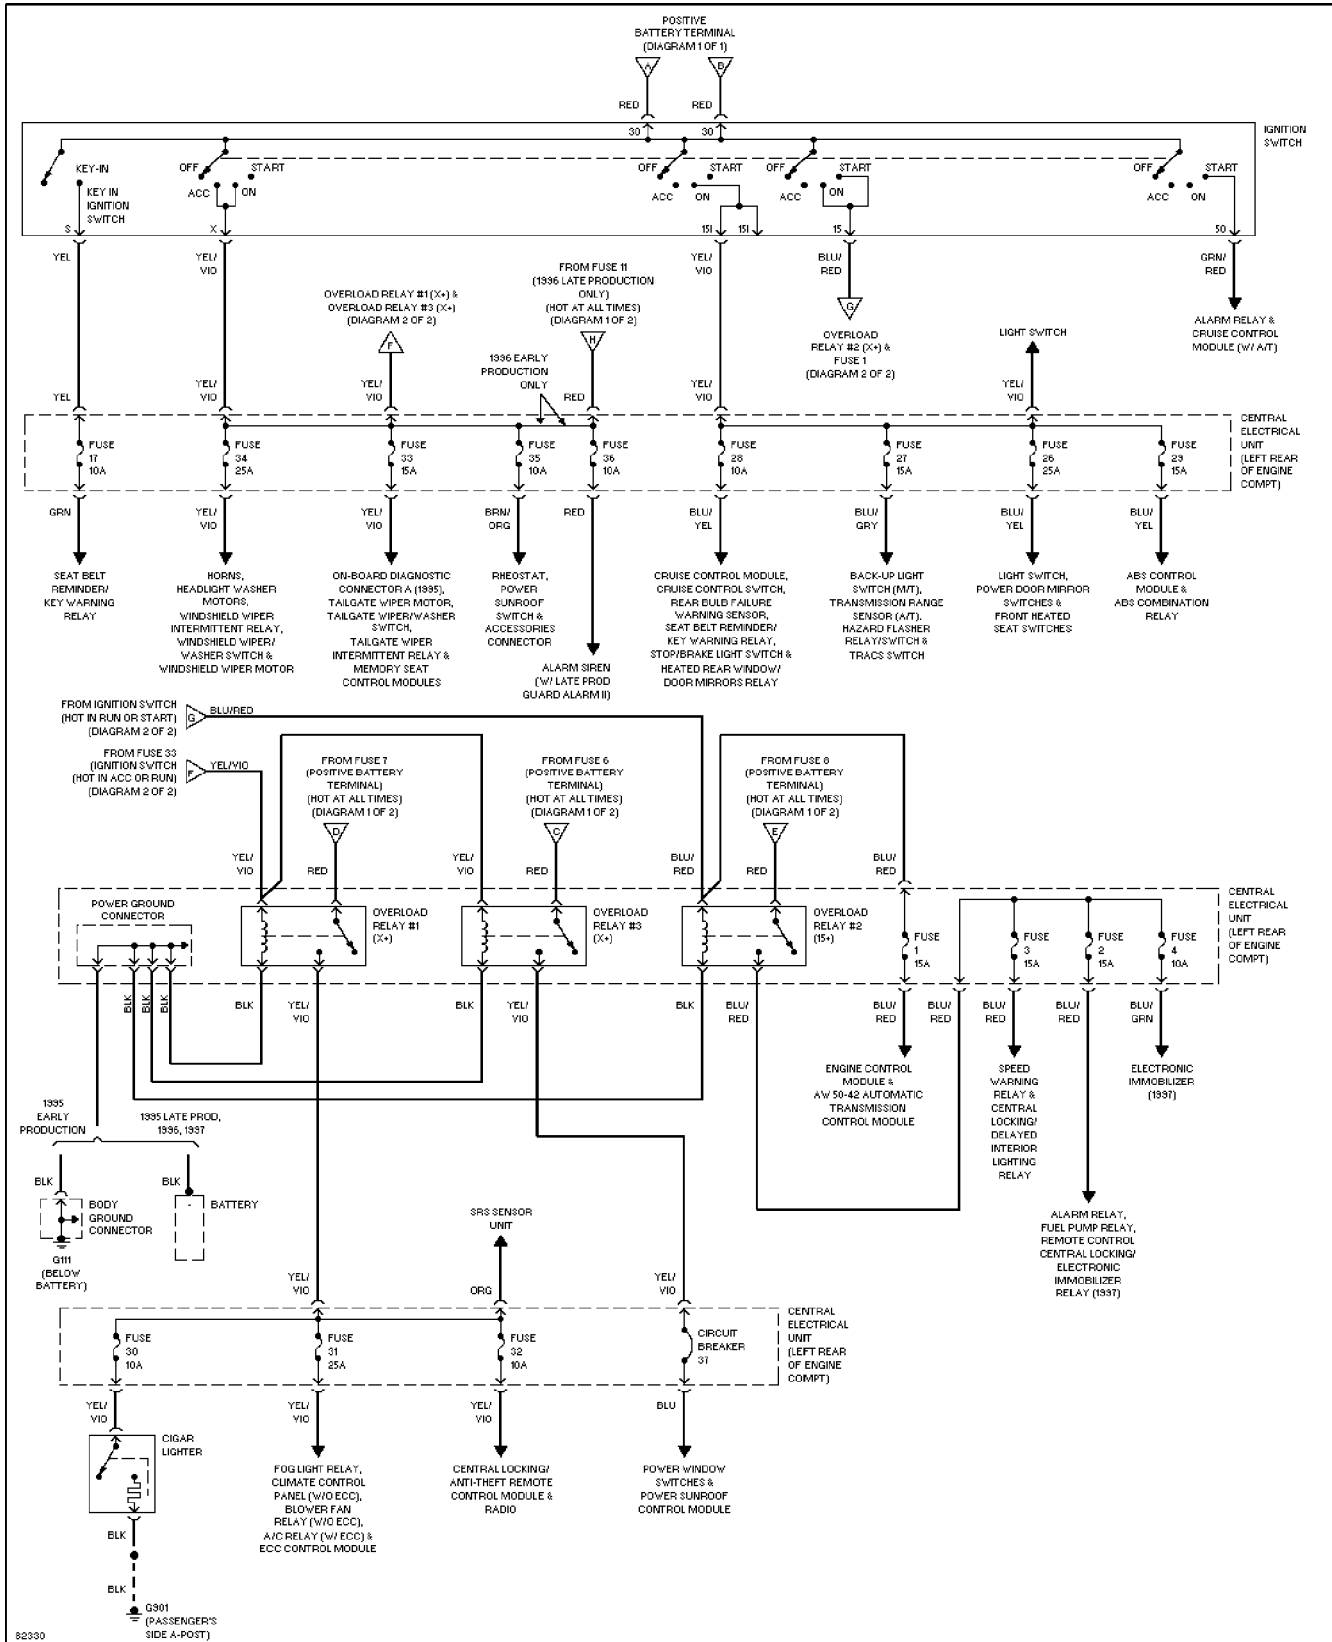 POSITIVE
BATTERY TERMINAL
(DIAGRAM 1 OF 1)
A
B
RED
RED
30
30
IGNITION
SWITCH
KEY-IN
KEY IN
IGNITION
SWITCH
OFF
START
ACC
ON
OFF
START
ACC
ON
OFF
START
ACC
ON
OFF
START
ACC
ON
S
X
15I
15I
15
50
YEL
YEL/
VIO
YEL/
VIO
BLU/
RED
GRN/
RED
OVERLOAD RELAY #1 (X+) &
OVERLOAD RELAY #3 (X+)
(DIAGRAM 2 OF 2)
F
FROM FUSE 11
(1996 LATE PRODUCTION
ONLY)
(HOT AT ALL TIMES)
(DIAGRAM 1 OF 2)
H
1996 EARLY
PRODUCTION
ONLY
G
OVERLOAD
RELAY #2 (X+) &
FUSE 1
(DIAGRAM 2 OF 2)
LIGHT SWITCH
ALARM RELAY &
CRUISE CONTROL
MODULE (W/ A/T)
YEL
YEL/
VIO
YEL/
VIO
RED
YEL/
VIO
YEL/
VIO
FUSE
17
10A
FUSE
34
25A
FUSE
33
15A
FUSE
35
10A
FUSE
36
10A
FUSE
28
10A
FUSE
27
15A
FUSE
26
25A
FUSE
29
15A
CENTRAL
ELECTRICAL
UNIT
(LEFT REAR
OF ENGINE
COMPT)
GRN
YEL/
VIO
YEL/
VIO
BRN/
ORG
RED
BLU/
YEL
BLU/
GRY
BLU/
YEL
BLU/
YEL
SEAT BELT
REMINDER/
KEY WARNING
RELAY
HORNS,
HEADLIGHT WASHER
MOTORS,
WINDSHIELD WIPER
INTERMITTENT RELAY,
WINDSHIELD WIPER/
WASHER SWITCH &
WINDSHIELD WIPER MOTOR
ON-BOARD DIAGNOSTIC
CONNECTOR A (1995),
TAILGATE WIPER MOTOR,
TAILGATE WIPER/WASHER
SWITCH,
TAILGATE WIPER
INTERMITTENT RELAY &
MEMORY SEAT
CONTROL MODULES
RHEOSTAT,
POWER
SUNROOF
SWITCH &
ACCESSORIES
CONNECTOR
ALARM SIREN
(W/ LATE PROD
GUARD ALARM II)
CRUISE CONTROL MODULE,
CRUISE CONTROL SWITCH,
REAR BULB FAILURE
WARNING SENSOR,
SEAT BELT REMINDER/
KEY WARNING RELAY,
STOP/BRAKE LIGHT SWITCH &
HEATED REAR WINDOW/
DOOR MIRRORS RELAY
BACK-UP LIGHT
SWITCH (M/T),
TRANSMISSION RANGE
SENSOR (A/T),
HAZARD FLASHER
RELAY/SWITCH &
TRACS SWITCH
LIGHT SWITCH,
POWER DOOR MIRROR
SWITCHES &
FRONT HEATED
SEAT SWITCHES
ABS CONTROL
MODULE &
ABS COMBINATION
RELAY
FROM IGNITION SWITCH
(HOT IN RUN OR START)
(DIAGRAM 2 OF 2)
G
BLU/RED
FROM FUSE 33
(IGNITION SWITCH
(HOT IN ACC OR RUN)
(DIAGRAM 2 OF 2)
F
YEL/VIO
FROM FUSE 7
(POSITIVE BATTERY
TERMINAL)
(HOT AT ALL TIMES)
(DIAGRAM 1 OF 2)
D
FROM FUSE 6
(POSITIVE BATTERY
TERMINAL)
(HOT AT ALL TIMES)
(DIAGRAM 1 OF 2)
C
FROM FUSE 8
(POSITIVE BATTERY
TERMINAL)
(HOT AT ALL TIMES)
(DIAGRAM 1 OF 2)
E
YEL/
VIO
RED
YEL/
VIO
RED
BLU/
RED
RED
BLU/
RED
POWER GROUND
CONNECTOR
OVERLOAD
RELAY #1
(X+)
OVERLOAD
RELAY #3
(X+)
OVERLOAD
RELAY #2
(15+)
FUSE
1
15A
FUSE
3
15A
FUSE
2
15A
FUSE
4
10A
CENTRAL
ELECTRICAL
UNIT
(LEFT REAR
OF ENGINE
COMPT)
BLK
BLK
BLK
BLK
YEL/
VIO
BLK
YEL/
VIO
BLK
BLU/
RED
BLU/
RED
BLU/
RED
BLU/
RED
BLU/
RED
BLU/
GRN
ENGINE CONTROL
MODULE &
AW 50-42 AUTOMATIC
TRANSMISSION
CONTROL MODULE
SPEED
WARNING
RELAY &
CENTRAL
LOCKING/
DELAYED
INTERIOR
LIGHTING
RELAY
ELECTRONIC
IMMOBILIZER
(1997)
ALARM RELAY,
FUEL PUMP RELAY,
REMOTE CONTROL
CENTRAL LOCKING/
ELECTRONIC
IMMOBILIZER
RELAY (1997)
1995
EARLY
PRODUCTION
1995 LATE PROD,
1996, 1997
BLK
BLK
BODY
GROUND
CONNECTOR
-
BATTERY
G111
(BELOW
BATTERY)
SRS SENSOR
UNIT
YEL/
VIO
ORG
YEL/
VIO
FUSE
30
10A
FUSE
31
25A
FUSE
32
10A
CIRCUIT
BREAKER
37
CENTRAL
ELECTRICAL
UNIT
(LEFT REAR
OF ENGINE
COMPT)
YEL/
VIO
YEL/
VIO
YEL/
VIO
BLU
CIGAR
LIGHTER
FOG LIGHT RELAY,
CLIMATE CONTROL
PANEL (W/O ECC),
BLOWER FAN
RELAY (W/O ECC),
A/C RELAY (W/ ECC) &
ECC CONTROL MODULE
CENTRAL LOCKING/
ANTI-THEFT REMOTE
CONTROL MODULE &
RADIO
POWER WINDOW
SWITCHES &
POWER SUNROOF
CONTROL MODULE
BLK
BLK
G901
(PASSENGER'S
SIDE A-POST)
82330